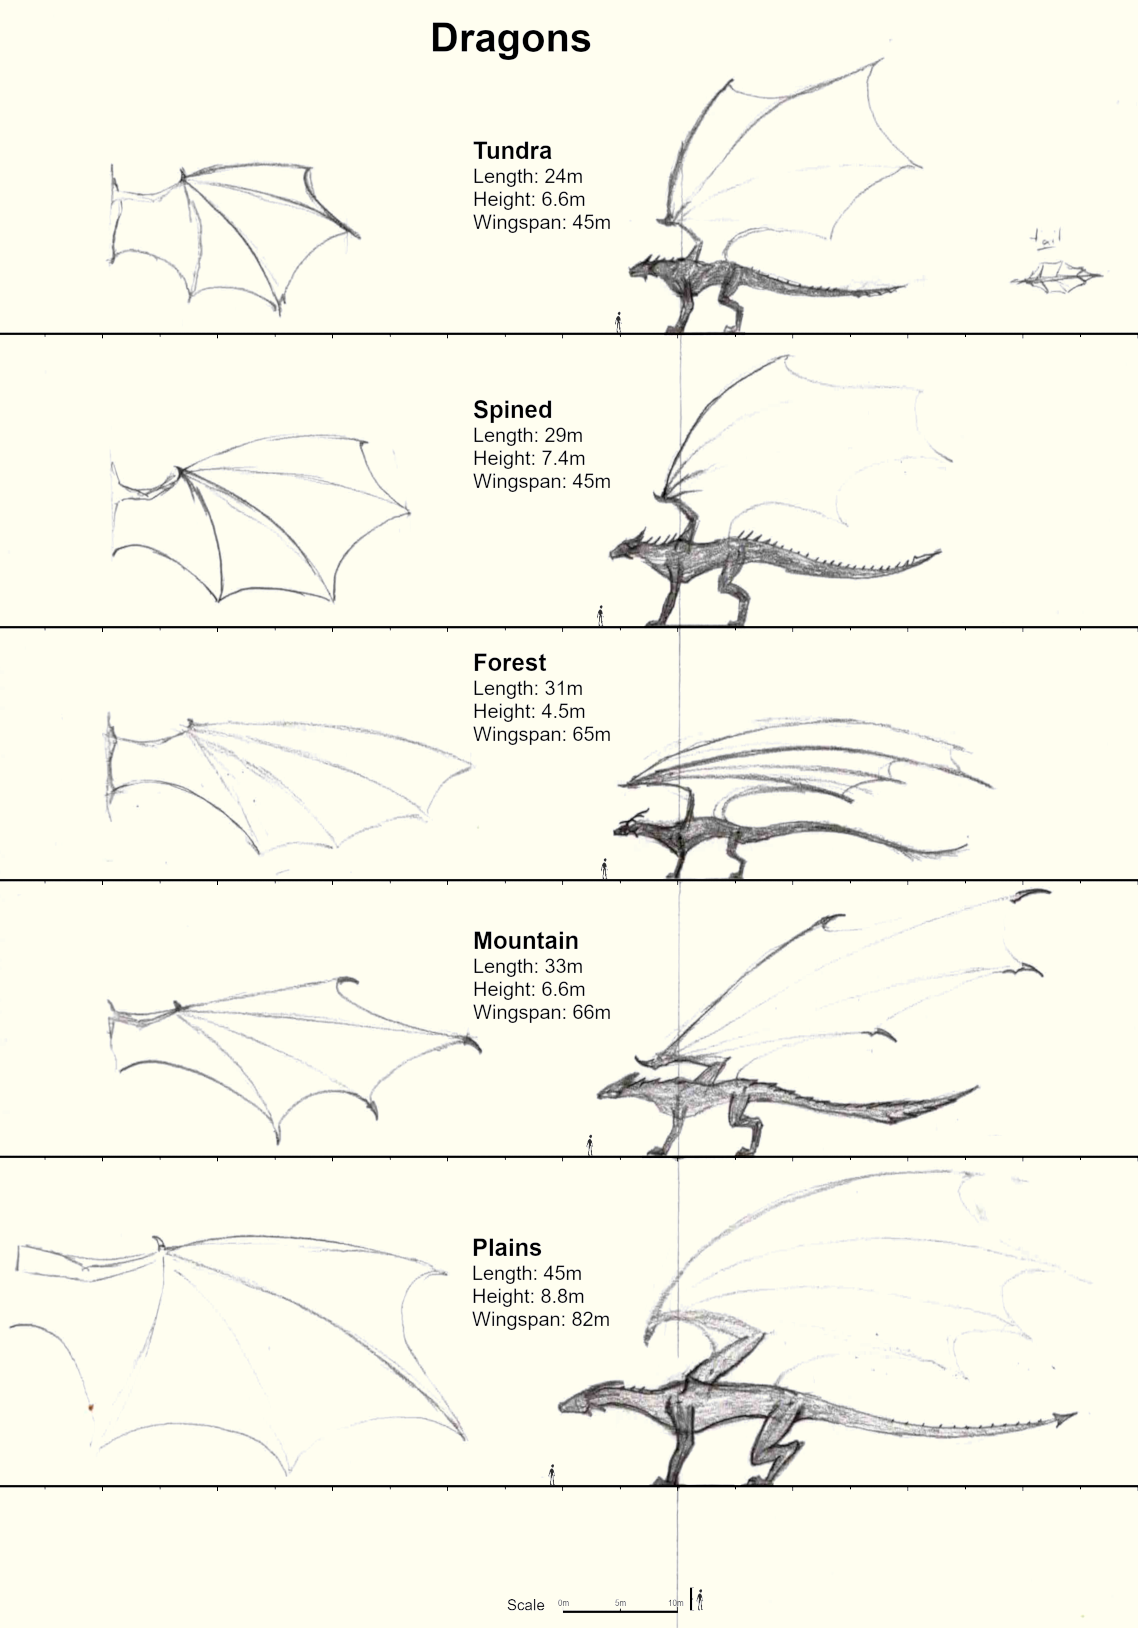 Dragons
Tundra
Length: 24m
Height: 6.6m
Wingspan: 45m
tail
Spined
Length: 29m
Height: 7.4m
Wingspan: 45m
Forest
Length: 31m
Height: 4.5m
Wingspan: 65m
Mountain
Length: 33m
Height: 6.6m
Wingspan: 66m
Plains
Length: 45m
Height: 8.8m
Wingspan: 82m
Scale 0m 5m 10m